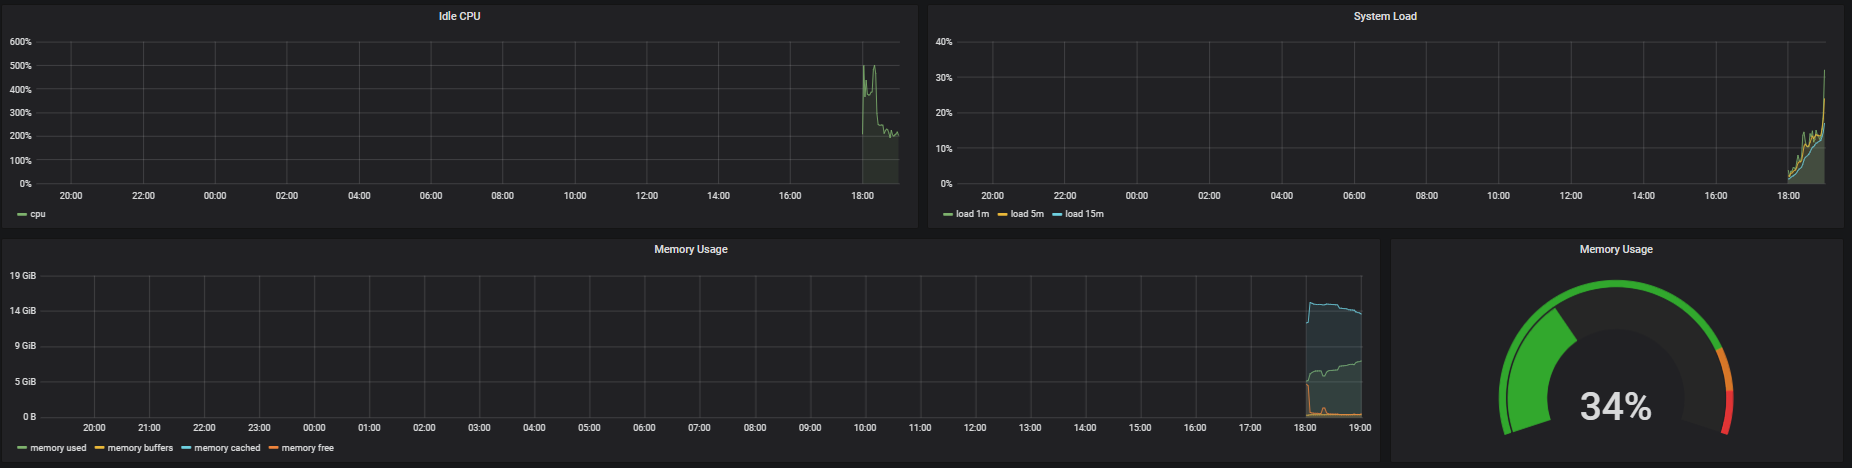 Idle CPU
600%
500%
400%
300%
200%
100%
0%
20:00 22:00 00:00 02:00 04:00 06:00 08:00 10:00 12:00 14:00 16:00 18:00
cpu
System Load
40%
30%
20%
10%
0%
20:00 22:00 00:00 02:00 04:00 06:00 08:00 10:00 12:00 14:00 16:00 18:00
load 1m load 5m load 15m
Memory Usage
19 GiB
14 GiB
9 GiB
5 GiB
0 B
20:00 21:00 22:00 23:00 00:00 01:00 02:00 03:00 04:00 05:00 06:00 07:00 08:00 09:00 10:00 11:00 12:00 13:00 14:00 15:00 16:00 17:00 18:00 19:00
memory used memory buffers memory cached memory free
Memory Usage
34%